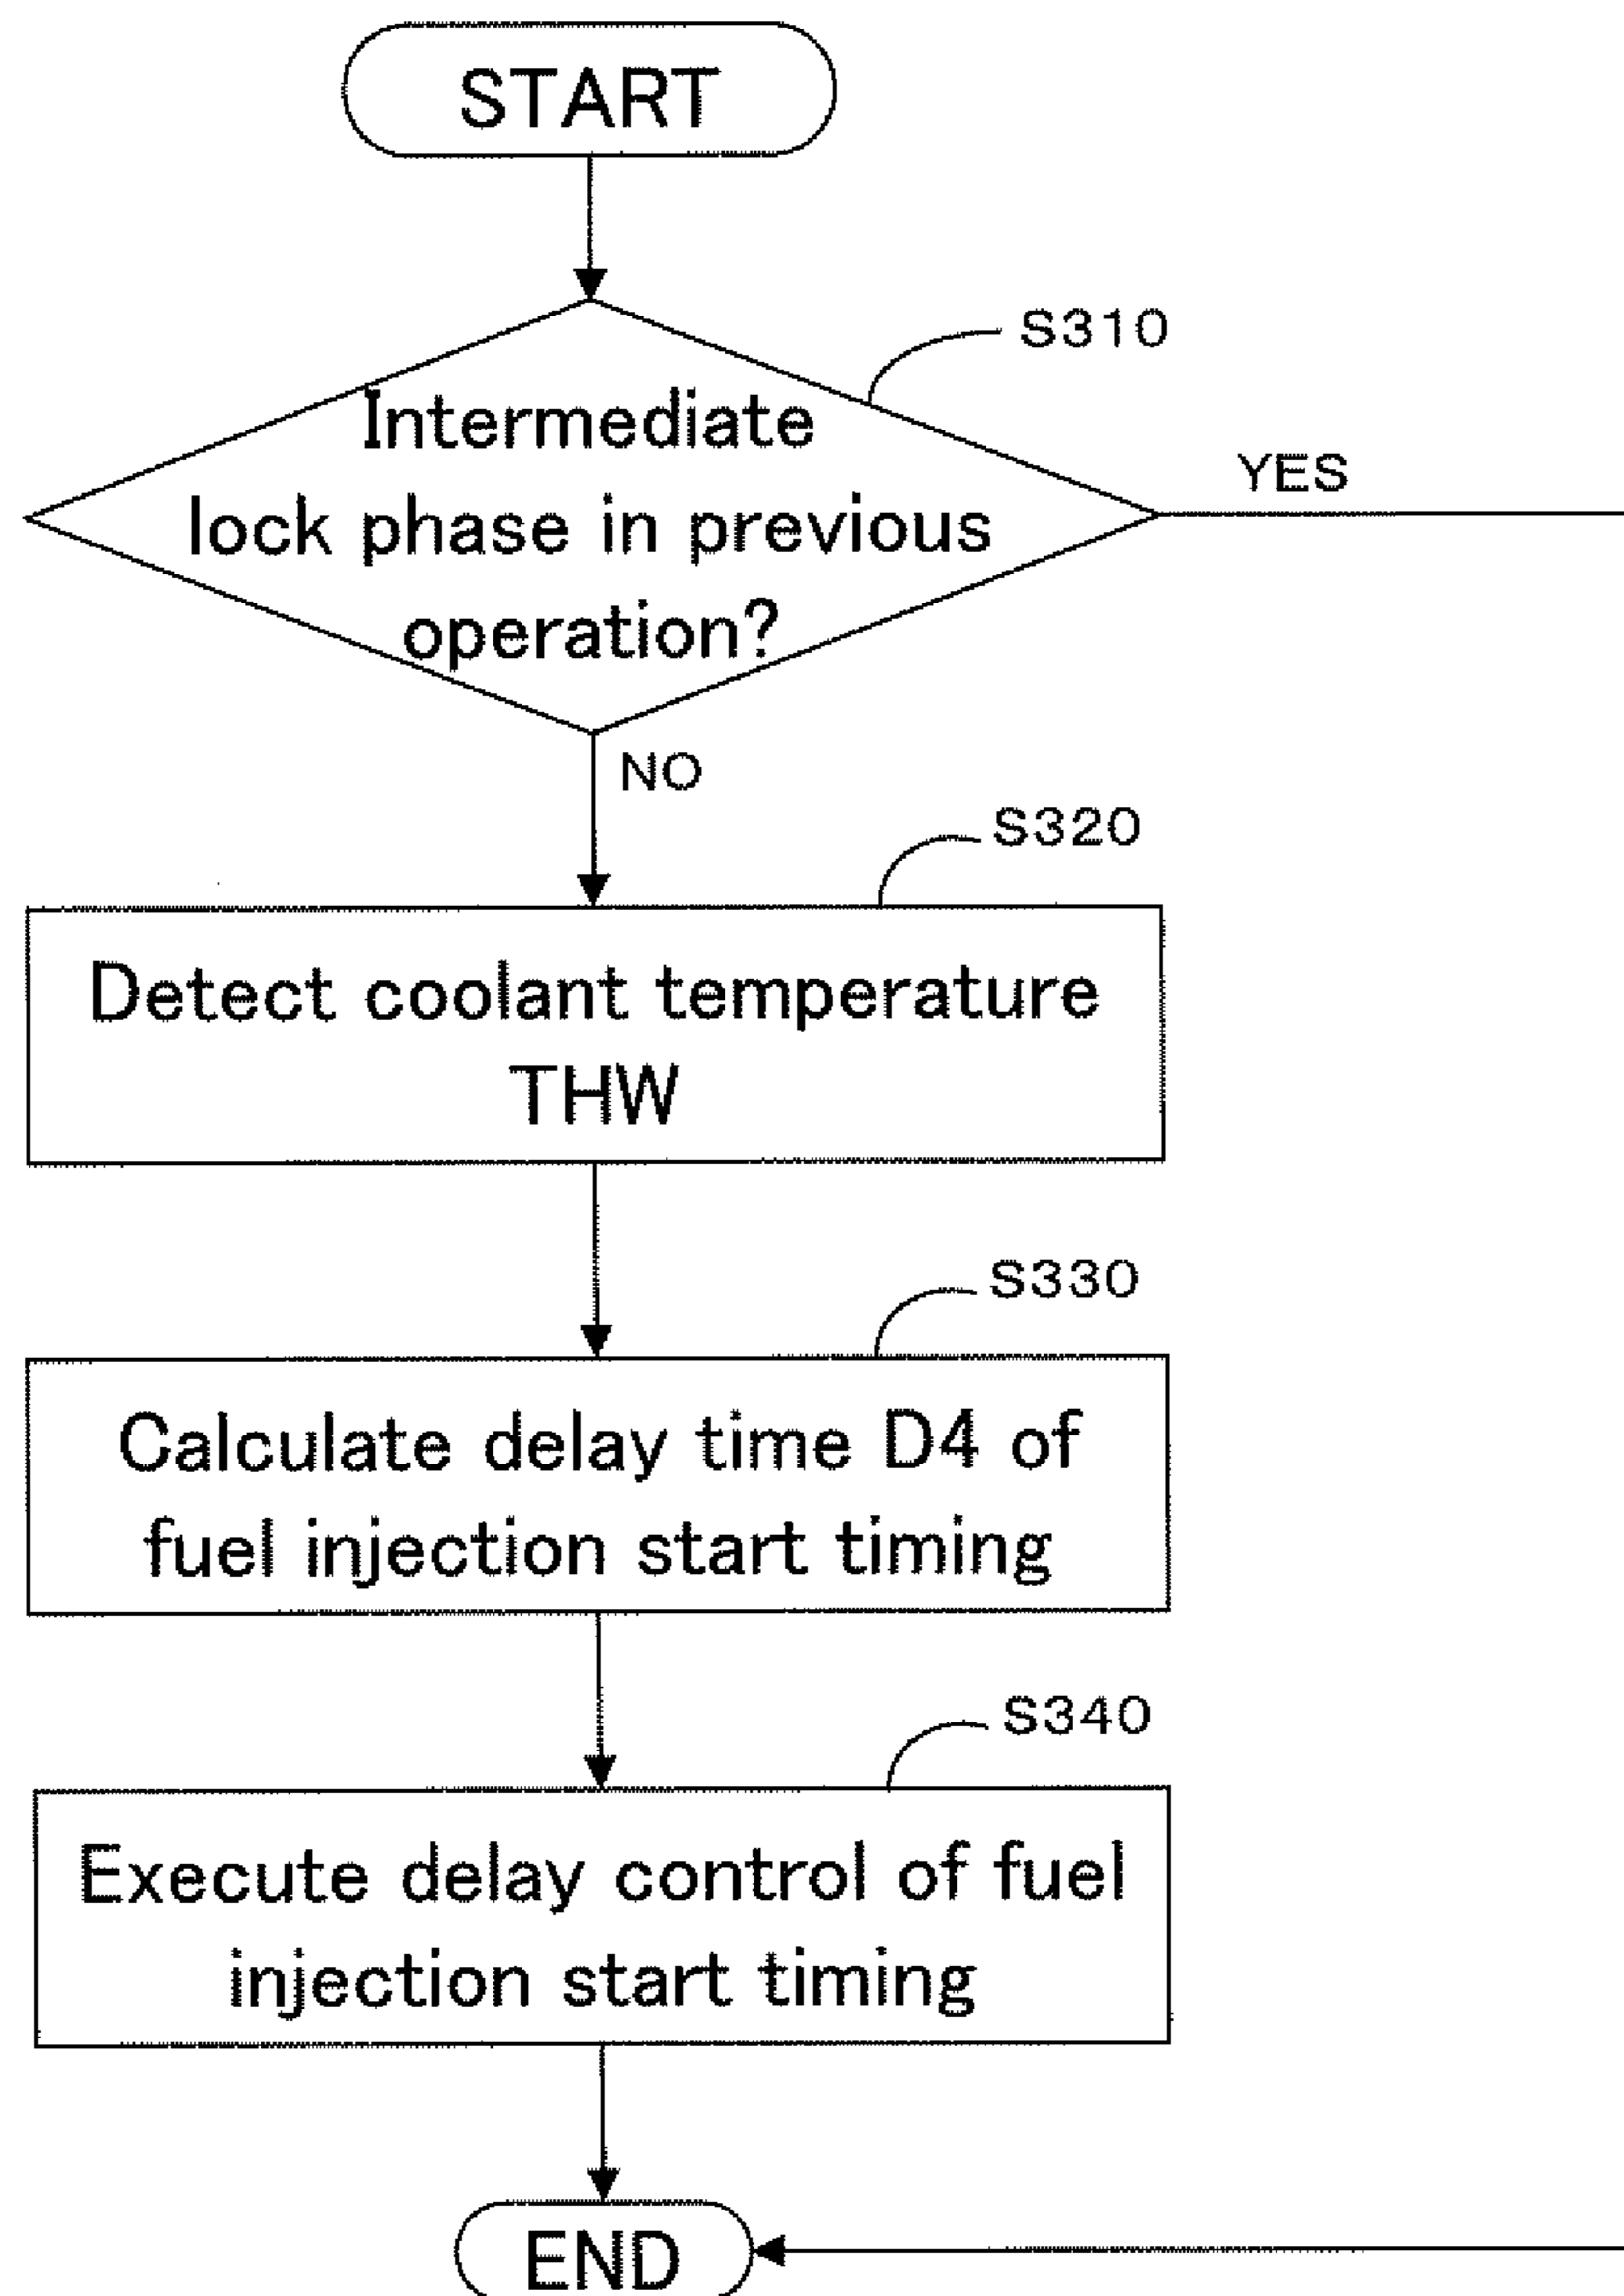 START
S310
Intermediate
lock phase in previous
operation?
YES
NO
S320
Detect coolant temperature
THW
S330
Calculate delay time D4 of
fuel injection start timing
S340
Execute delay control of fuel
injection start timing
END